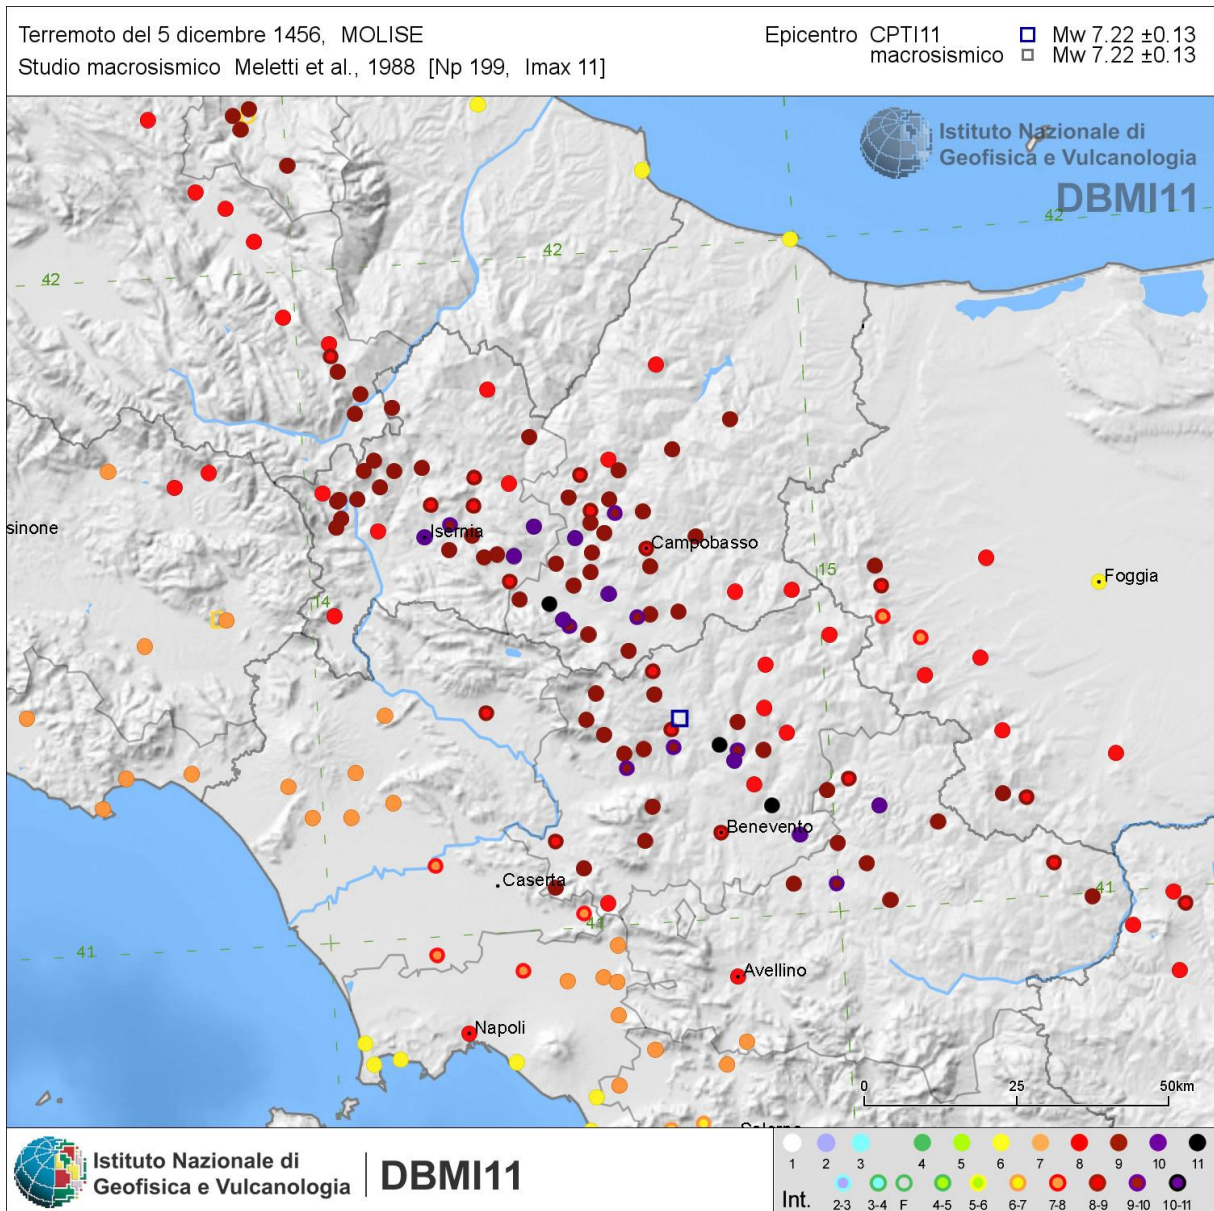 Terremoto del 5 dicembre 1456, MOLISE
Studio macrosismico Meletti et al., 1988 [Np 199, Imax 11]
Epicentro CPTI11 Mw 7.22 ±0.13
macrosismico Mw 7.22 ±0.13
Istituto Nazionale di
Geofisica e Vulcanologia
DBMI11
42
42
42
sinone
Isernia
Campobasso
15
Foggia
14
Benevento
Caserta
41
41
41
Avellino
Napoli
0 25 50km
Salerno
Istituto Nazionale di
Geofisica e Vulcanologia
DBMI11
1 2 3 4 5 6 7 8 9 10 11
Int. 2-3 3-4 F 4-5 5-6 6-7 7-8 8-9 9-10 10-11